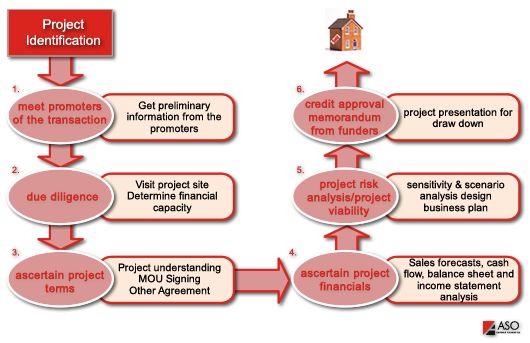 Project
Identification
1.
meet promoters
of the transaction
Get preliminary
information from the
promoters
2.
due diligence
Visit project site
Determine financial
capacity
3.
ascertain project
terms
Project understanding
MOU Signing
Other Agreement
4.
ascertain project
financials
Sales forecasts, cash
flow, balance sheet and
income statement
analysis
5.
project risk
analysis/project
viability
sensitivity & scenario
analysis design
business plan
6.
credit approval
memorandum
from funders
project presentation for
draw down
ASO